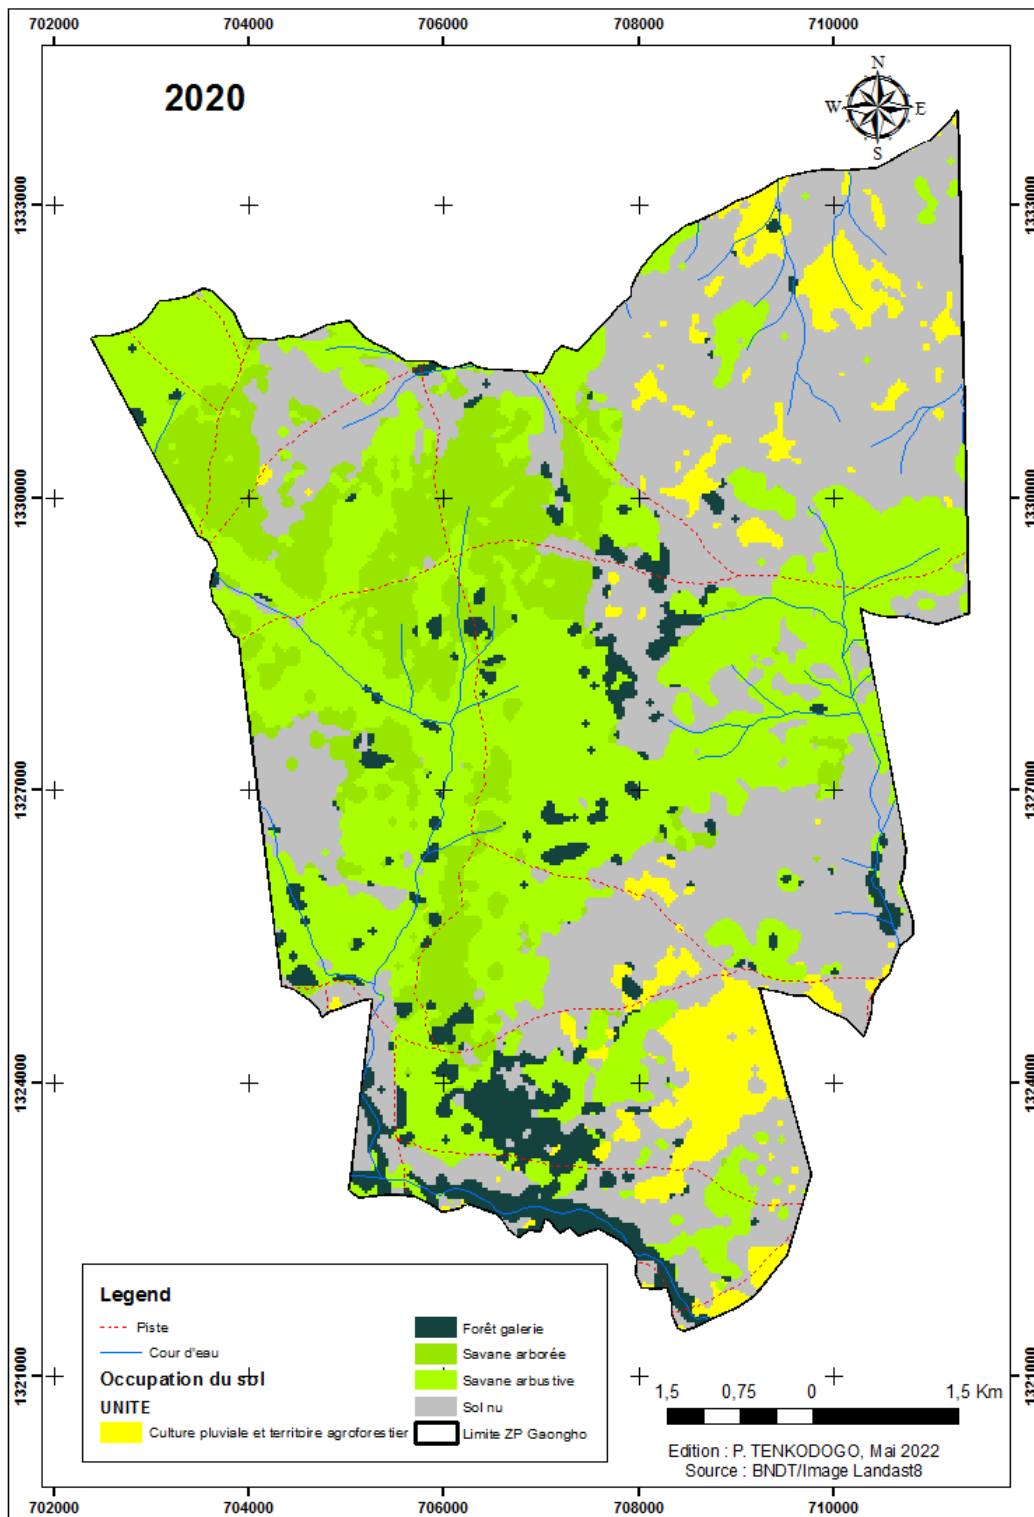 702000 704000 706000 708000 710000
2020
N
W E
S
1333000 1333000
1330000 1330000
1327000 1327000
1324000 1324000
1321000 1321000
Legend
Piste
Cour d'eau
Occupation du sol
UNITE
Culture pluviale et territoire agroforestier
Forêt galerie
Savane arborée
Savane arbustive
Sol nu
Limite ZP Gaongho
1,5 0,75 0 1,5 Km
Edition : P. TENKODOGO, Mai 2022
Source : BNDT/Image Landast8
702000 704000 706000 708000 710000